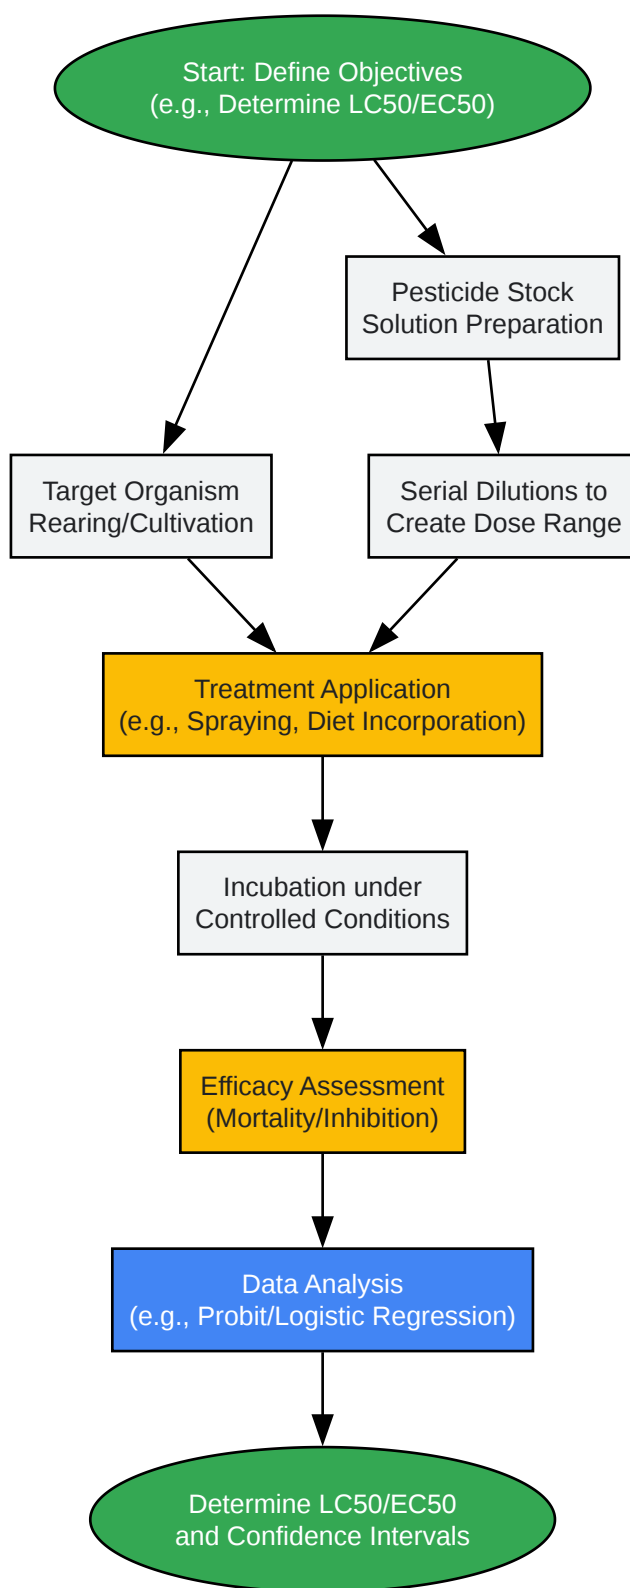 Start: Define Objectives
(e.g., Determine LC50/EC50)
Pesticide Stock
Solution Preparation
Target Organism
Rearing/Cultivation
Serial Dilutions to
Create Dose Range
Treatment Application
(e.g., Spraying, Diet Incorporation)
Incubation under
Controlled Conditions
Efficacy Assessment
(Mortality/Inhibition)
Data Analysis
(e.g., Probit/Logistic Regression)
Determine LC50/EC50
and Confidence Intervals